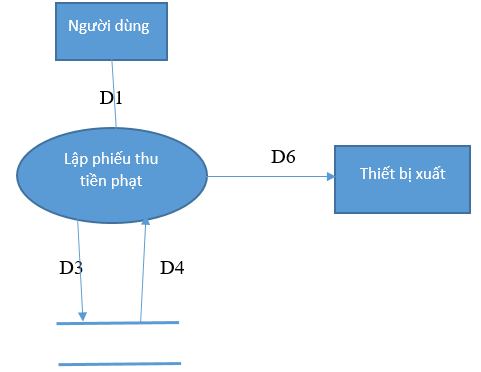 Người dùng
D1
Lập phiếu thu
tiền phạt
D6
Thiết bị xuất
D3
D4